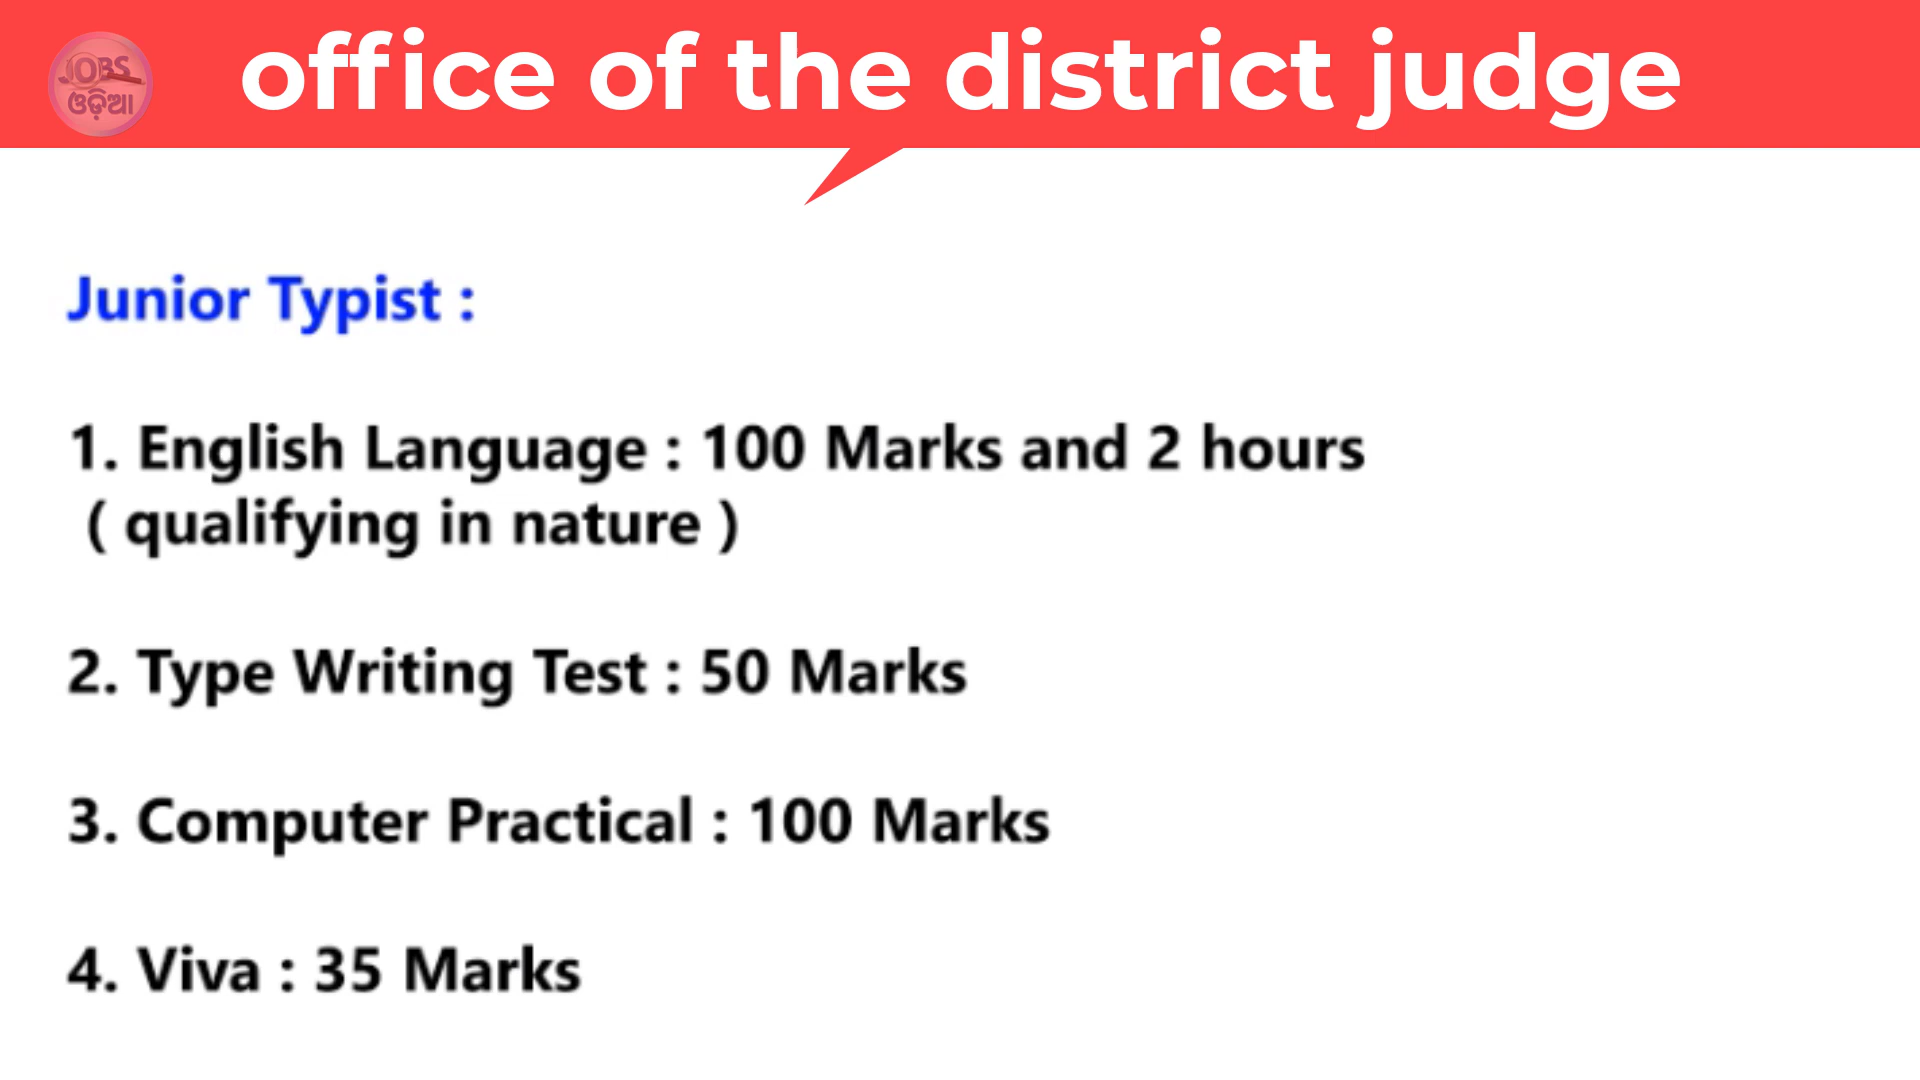 JOBS
ଓଡ଼ିଆ
office of the district judge
Junior Typist :
1. English Language : 100 Marks and 2 hours
( qualifying in nature )
2. Type Writing Test : 50 Marks
3. Computer Practical : 100 Marks
4. Viva : 35 Marks